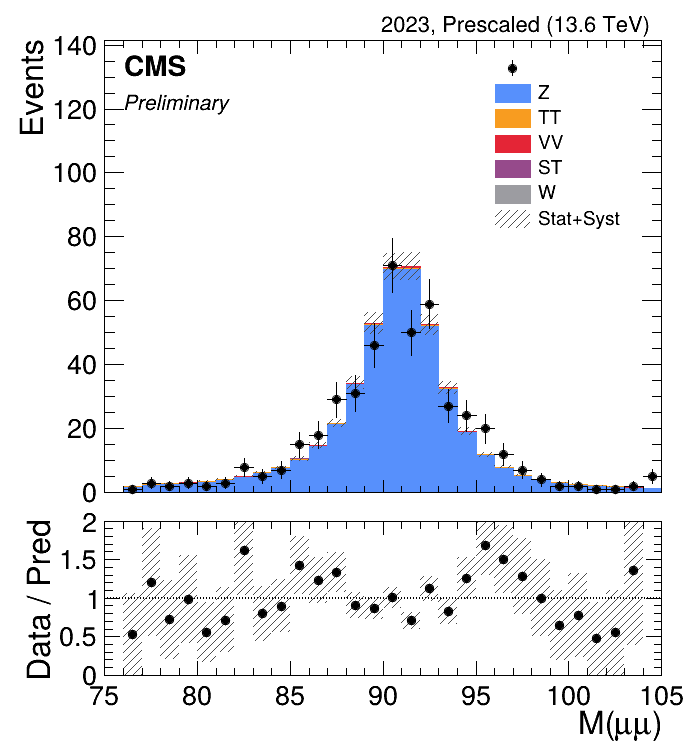 2023, Prescaled (13.6 TeV)
CMS
Preliminary
Z
TT
VV
ST
W
Stat+Syst
Events
140
120
100
80
60
40
20
0
Data / Pred
2
1.5
1
0.5
0
75 80 85 90 95 100 105
M(μμ)